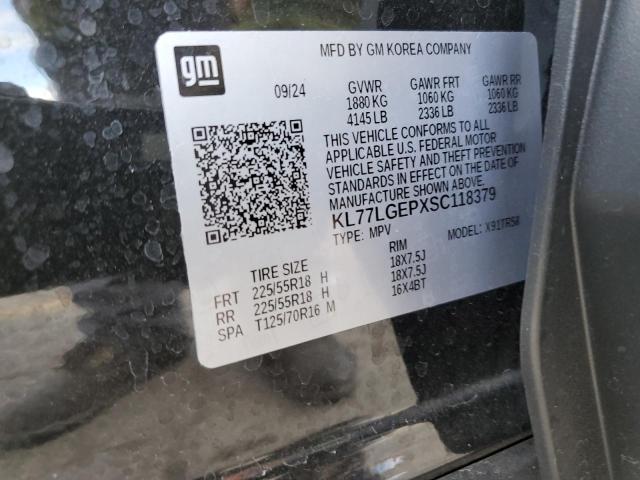 gm
MFD BY GM KOREA COMPANY
09/24 GVWR GAWR FRT GAWR RR
1880 KG 1060 KG 1060 KG
4145 LB 2336 LB 2336 LB
THIS VEHICLE CONFORMS TO ALL
APPLICABLE U.S. FEDERAL MOTOR
VEHICLE SAFETY AND THEFT PREVENTION
STANDARDS IN EFFECT ON THE DATE OF
MANUFACTURE SHOWN ABOVE.
KL77LGEPXSC118379
TYPE: MPV MODEL: X91TR58
TIRE SIZE RIM
FRT 225/55R18 H 18X7.5J
RR 225/55R18 H 18X7.5J
SPA T125/70R16 M 16X4BT